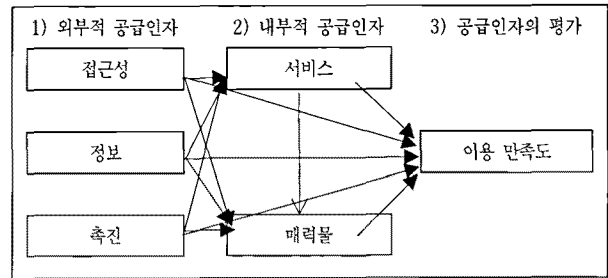 1) 외부적 공급인자 2) 내부적 공급인자 3) 공급인자의 평가
접근성 서비스
정보 이용 만족도
촉진 매력물